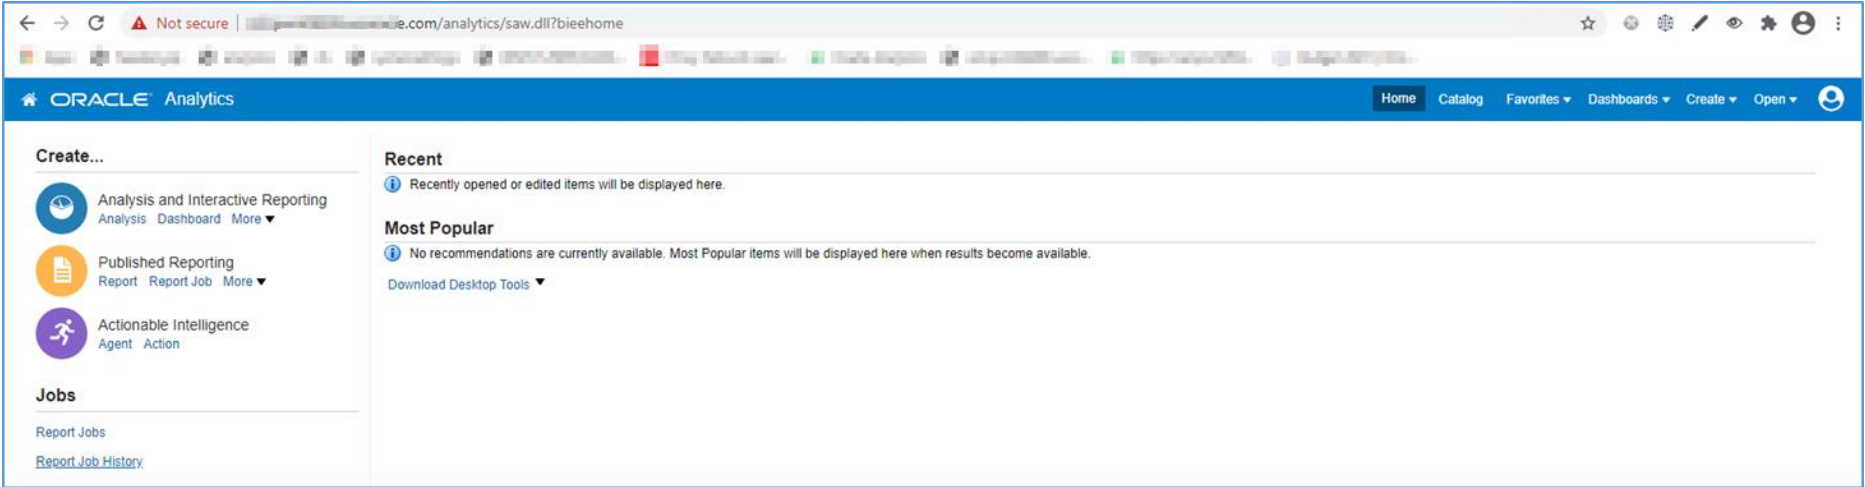 Not secure
e.com/analytics/saw.dll?bieehome
ORACLE Analytics
Home Catalog Favorites Dashboards Create Open
Create...
Analysis and Interactive Reporting
Analysis Dashboard More
Published Reporting
Report Report Job More
Actionable Intelligence
Agent Action
Jobs
Report Jobs
Report Job History
Recent
Recently opened or edited items will be displayed here.
Most Popular
No recommendations are currently available. Most Popular items will be displayed here when results become available.
Download Desktop Tools